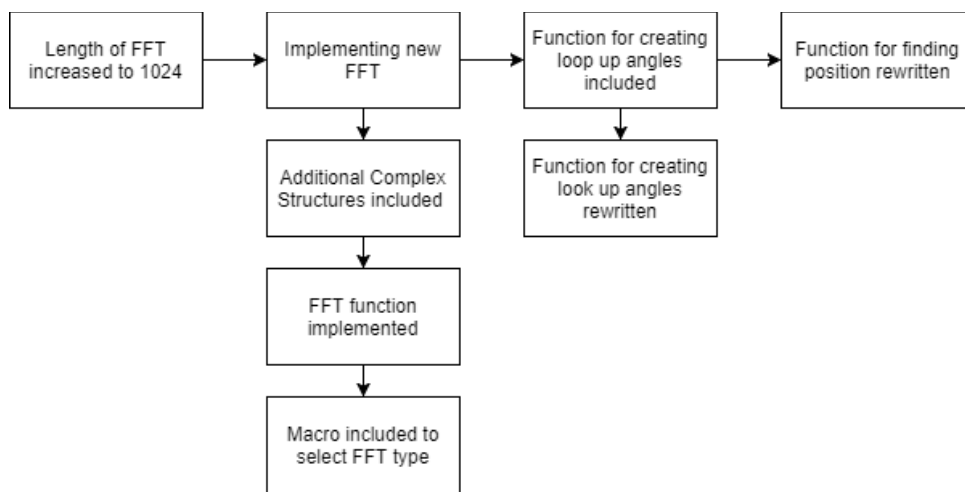 Length of FFT
increased to 1024
Implementing new
FFT
Function for creating
loop up angles
included
Function for finding
position rewritten
Additional Complex
Structures included
Function for creating
look up angles
rewritten
FFT function
implemented
Macro included to
select FFT type